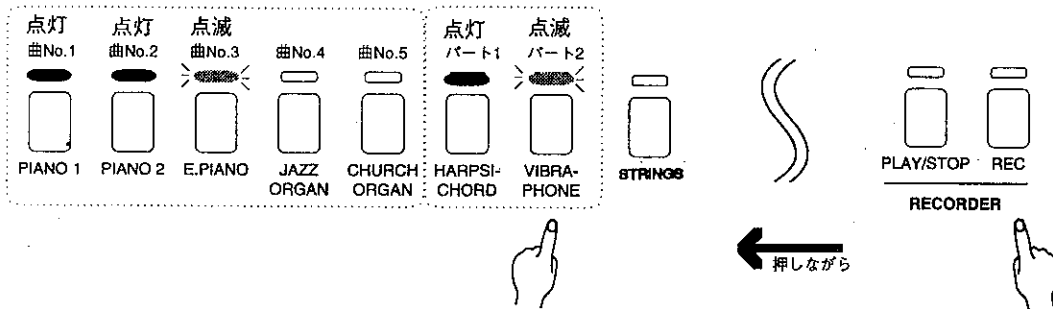 点灯 点灯 点滅 点灯 点滅
曲No.1 曲No.2 曲No.3 曲No.4 曲No.5 パート1 パート2
PIANO 1 PIANO 2 E.PIANO JAZZ ORGAN CHURCH ORGAN HARPSI-CHORD VIBRA-PHONE STRINGS PLAY/STOP REC
RECORDER
押しながら